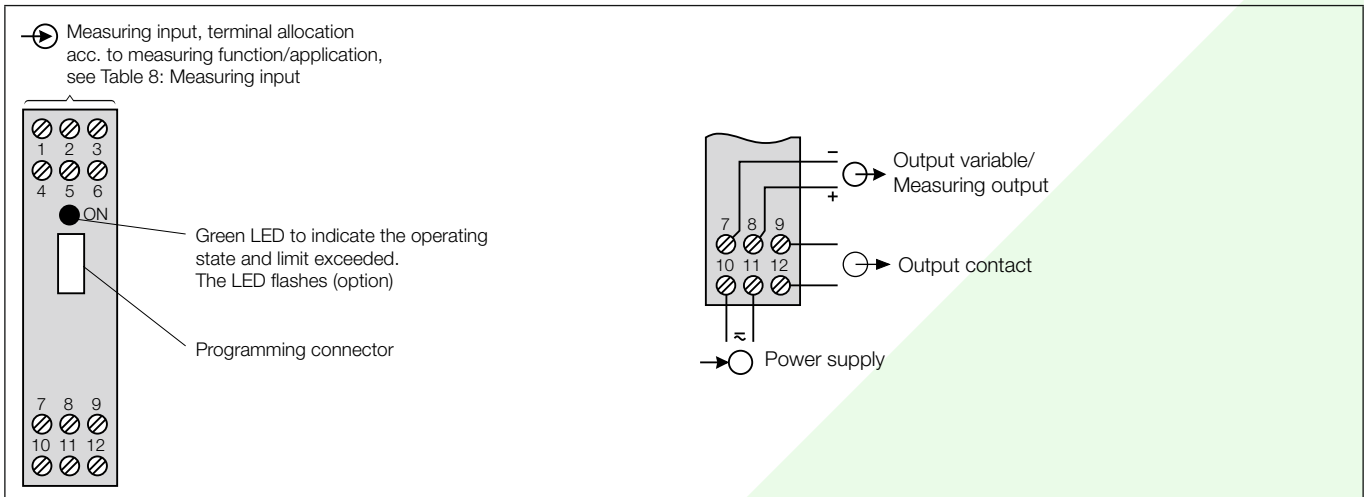 Measuring input, terminal allocation
acc. to measuring function/application,
see Table 8: Measuring input
1 2 3
4 5 6
ON
Green LED to indicate the operating
state and limit exceeded.
The LED flashes (option)
Programming connector
7 8 9
10 11 12
−
Output variable/
Measuring output
+
7 8 9
10 11 12
Output contact
Power supply